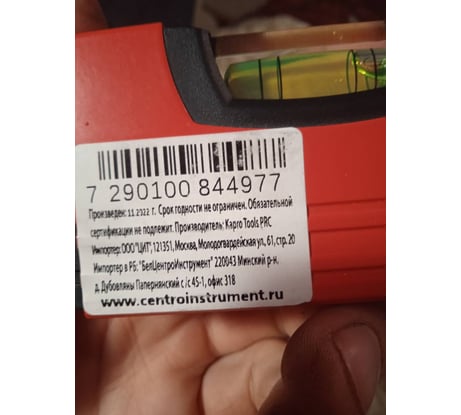 7 290100 844977
Произведен: 11.2022 г. Срок годности не ограничен. Обязательной
сертификации не подлежит. Производитель: Kapro Tools PRC
Импортер: ООО "ЦИТ", 121351, Москва, Молодогвардейская ул., 61, стр. 20
Импортер в РБ: "БелЦентроИнструмент" 220043 Минский р-н.
д. Дубовляны Папернянский с/с 45-1, офис 318
www.centroinstrument.ru